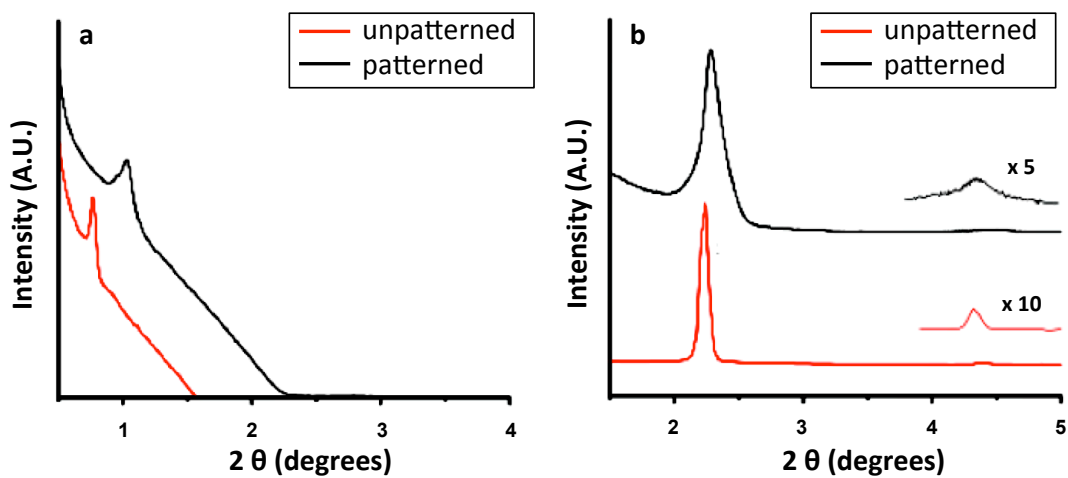 a
unpatterned
patterned
Intensity (A.U.)
1
2
3
4
2 θ (degrees)
b
unpatterned
patterned
x 5
x 10
Intensity (A.U.)
2
3
4
5
2 θ (degrees)